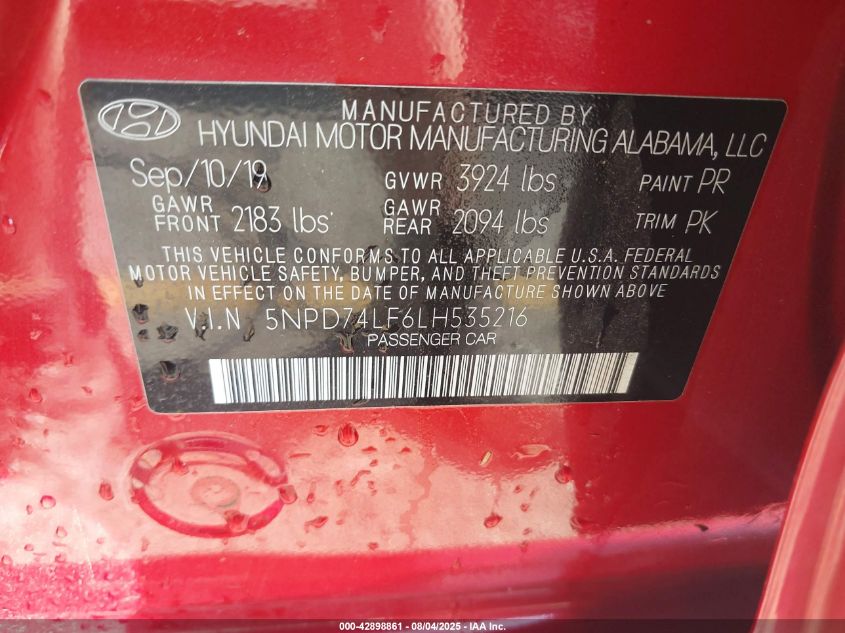 MANUFACTURED BY
HYUNDAI MOTOR MANUFACTURING ALABAMA, LLC
Sep/10/19 GVWR 3924 lbs PAINT PR
GAWR FRONT 2183 lbs GAWR REAR 2094 lbs TRIM PK
THIS VEHICLE CONFORMS TO ALL APPLICABLE U.S.A. FEDERAL
MOTOR VEHICLE SAFETY, BUMPER, AND THEFT PREVENTION STANDARDS
IN EFFECT ON THE DATE OF MANUFACTURE SHOWN ABOVE.
V.I.N 5NPD74LF6LH535216
PASSENGER CAR
000-42898861 - 08/04/2025 - IAA Inc.